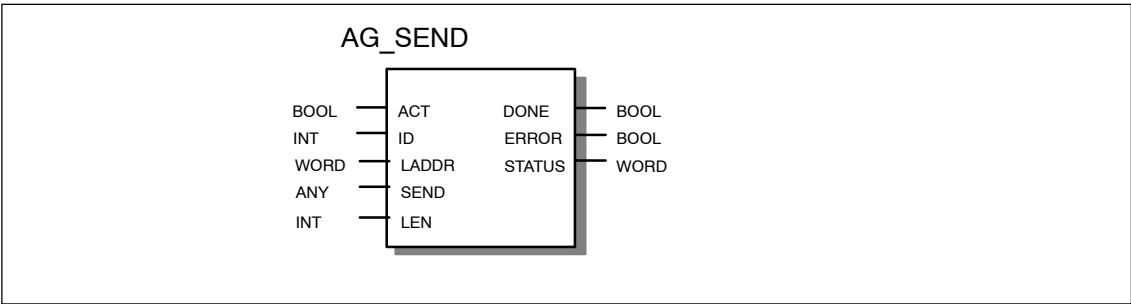 AG_SEND
BOOL ACT DONE BOOL
INT ID ERROR BOOL
WORD LADDR STATUS WORD
ANY SEND
INT LEN